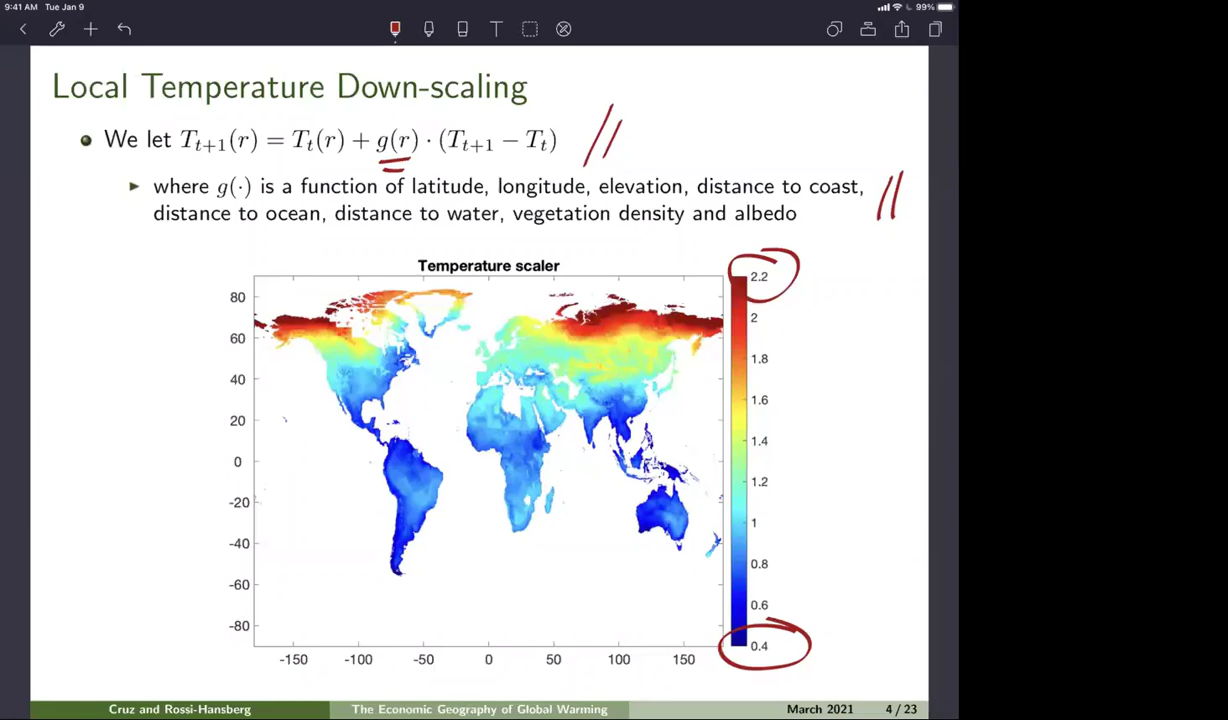 9:41 AM Tue Jan 9
99%
Local Temperature Down-scaling
We let T_{t+1}(r) = T_t(r) + g(r) · (T_{t+1} − T_t)
where g(·) is a function of latitude, longitude, elevation, distance to coast,
distance to ocean, distance to water, vegetation density and albedo
Temperature scaler
80
60
40
20
0
-20
-40
-60
-80
-150 -100 -50 0 50 100 150
2.2
2
1.8
1.6
1.4
1.2
1
0.8
0.6
0.4
Cruz and Rossi-Hansberg The Economic Geography of Global Warming March 2021 4 / 23